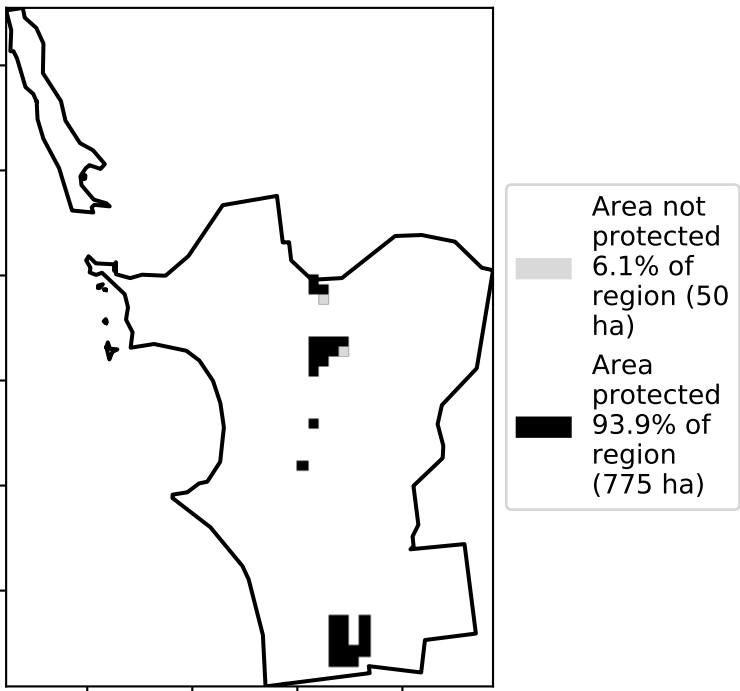 Area not
protected
6.1% of
region (50
ha)
Area
protected
93.9% of
region
(775 ha)